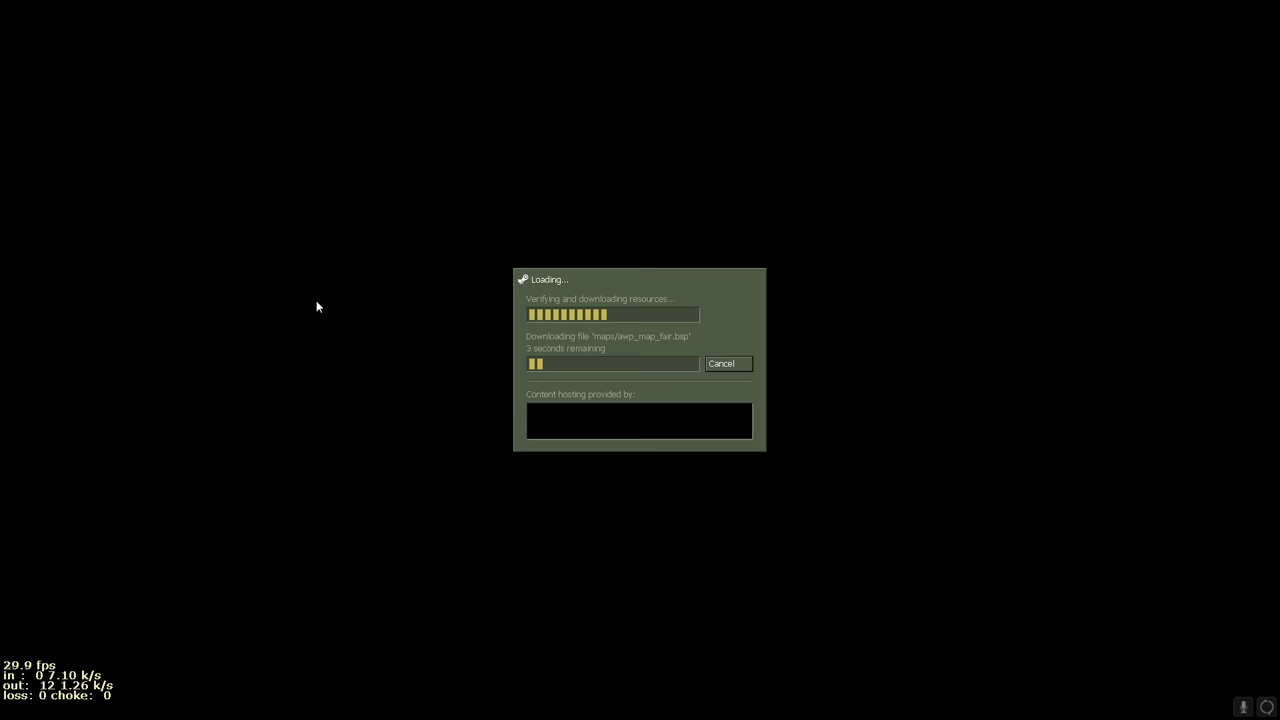 Loading...
Verifying and downloading resources...
Downloading file 'maps/awp_map_fair.bsp'
3 seconds remaining
Cancel
Content hosting provided by:
29.9 fps
in :  0 7.10 k/s
out:  12 1.26 k/s
loss: 0 choke:  0